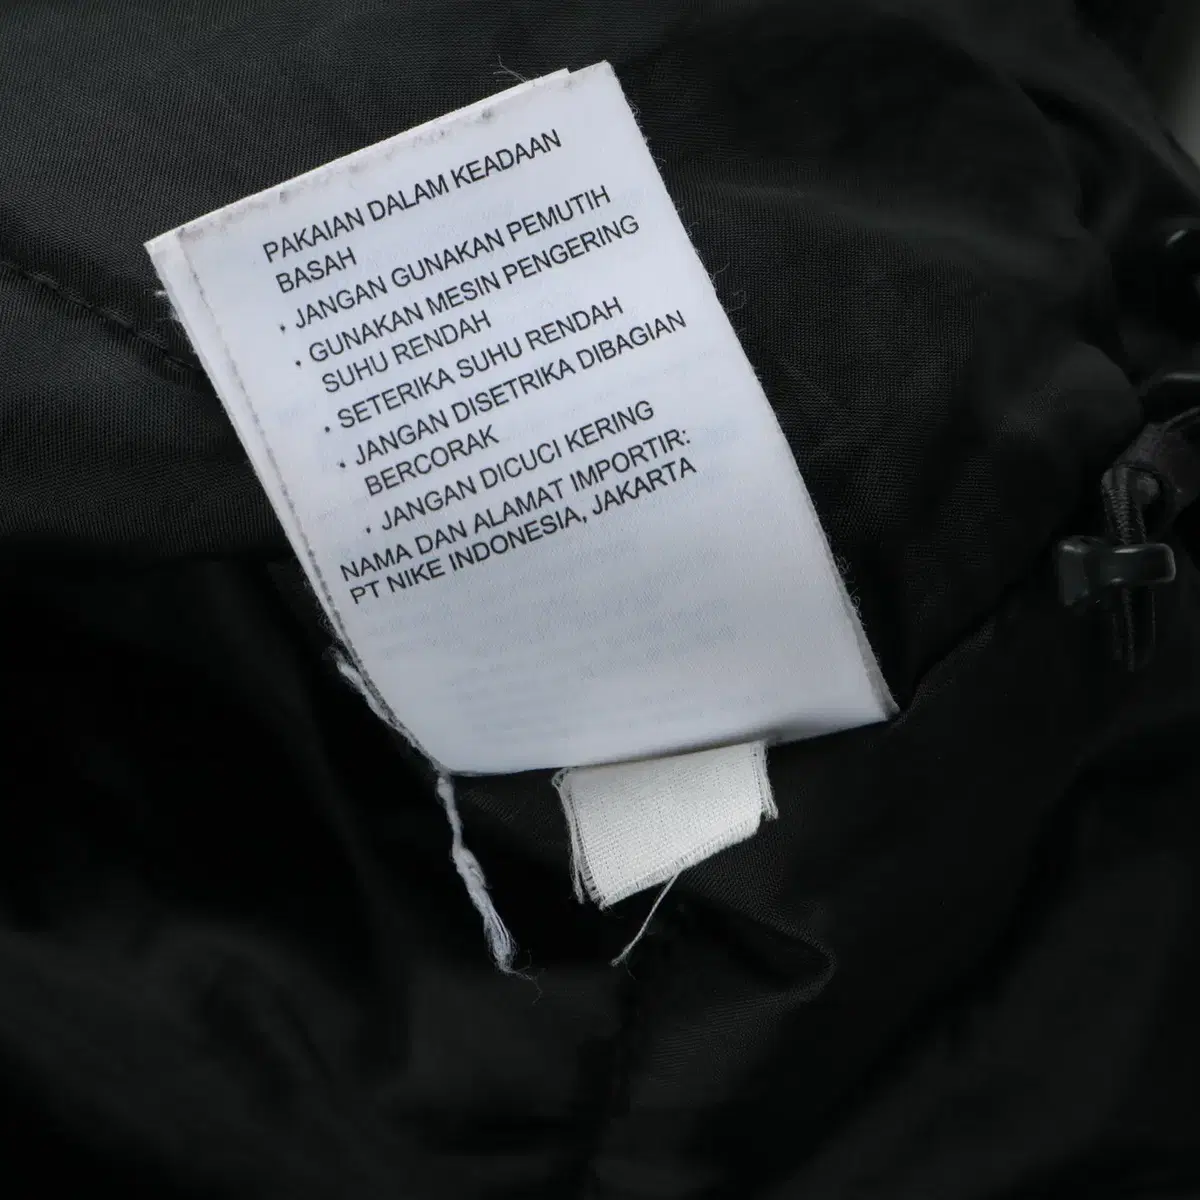 PAKAIAN DALAM KEADAAN
BASAH
· JANGAN GUNAKAN PEMUTIH
· GUNAKAN MESIN PENGERING
SUHU RENDAH
· SETERIKA SUHU RENDAH
· JANGAN DISETRIKA DIBAGIAN
BERCORAK
· JANGAN DICUCI KERING
NAMA DAN ALAMAT IMPORTIR:
PT NIKE INDONESIA, JAKARTA